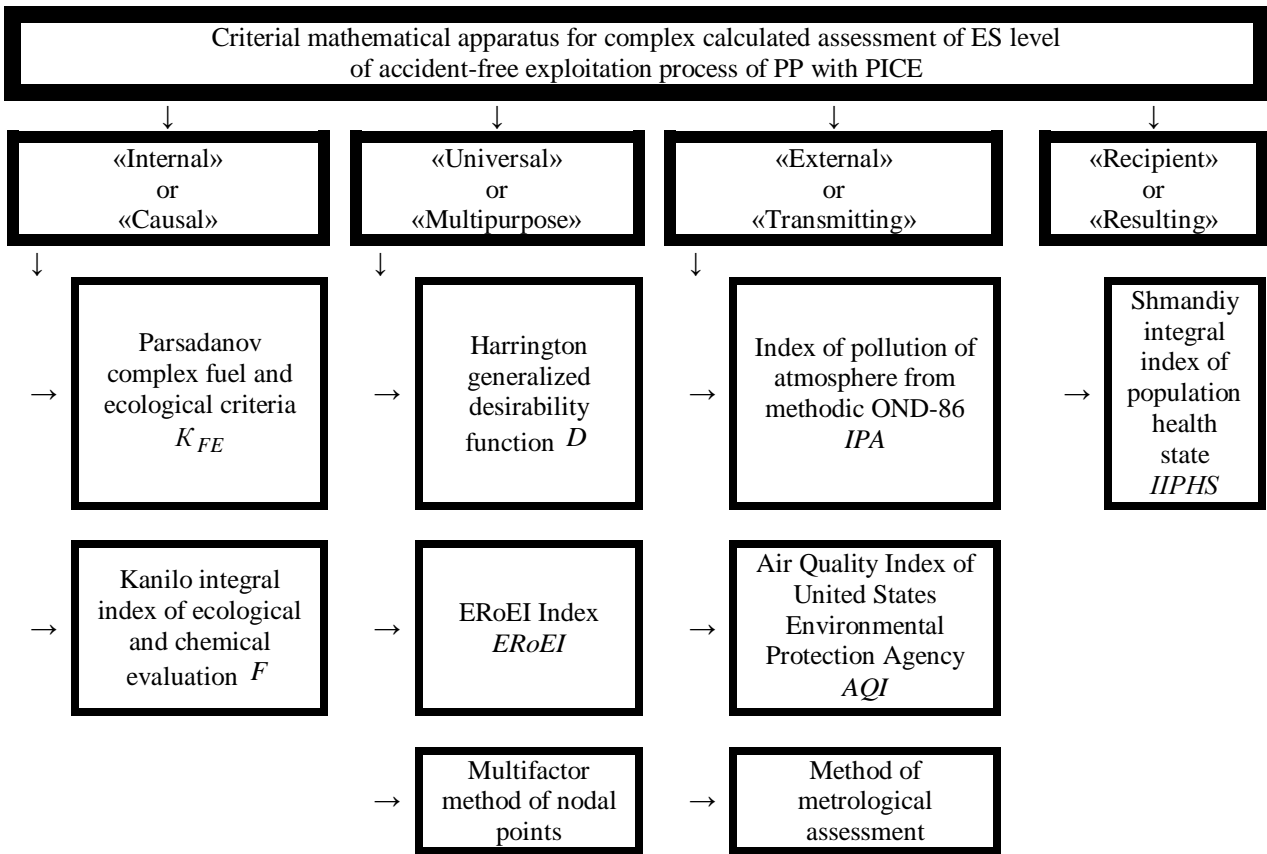 Criterial mathematical apparatus for complex calculated assessment of ES level
of accident-free exploitation process of PP with PICE
↓ ↓ ↓ ↓
«Internal»
or
«Causal»
«Universal»
or
«Multipurpose»
«External»
or
«Transmitting»
«Recipient»
or
«Resulting»
↓ ↓ ↓
→
Parsadanov
complex fuel and
ecological criteria
K_FE
→
Harrington
generalized
desirability
function D
→
Index of pollution of
atmosphere from
methodic OND-86
IPA
→
Shmandiy
integral
index of
population
health
state
IIPHS
→
Kanilo integral
index of ecological
and chemical
evaluation F
→
ERoEI Index
ERoEI
→
Air Quality Index of
United States
Environmental
Protection Agency
AQI
→
Multifactor
method of nodal
points
→
Method of
metrological
assessment